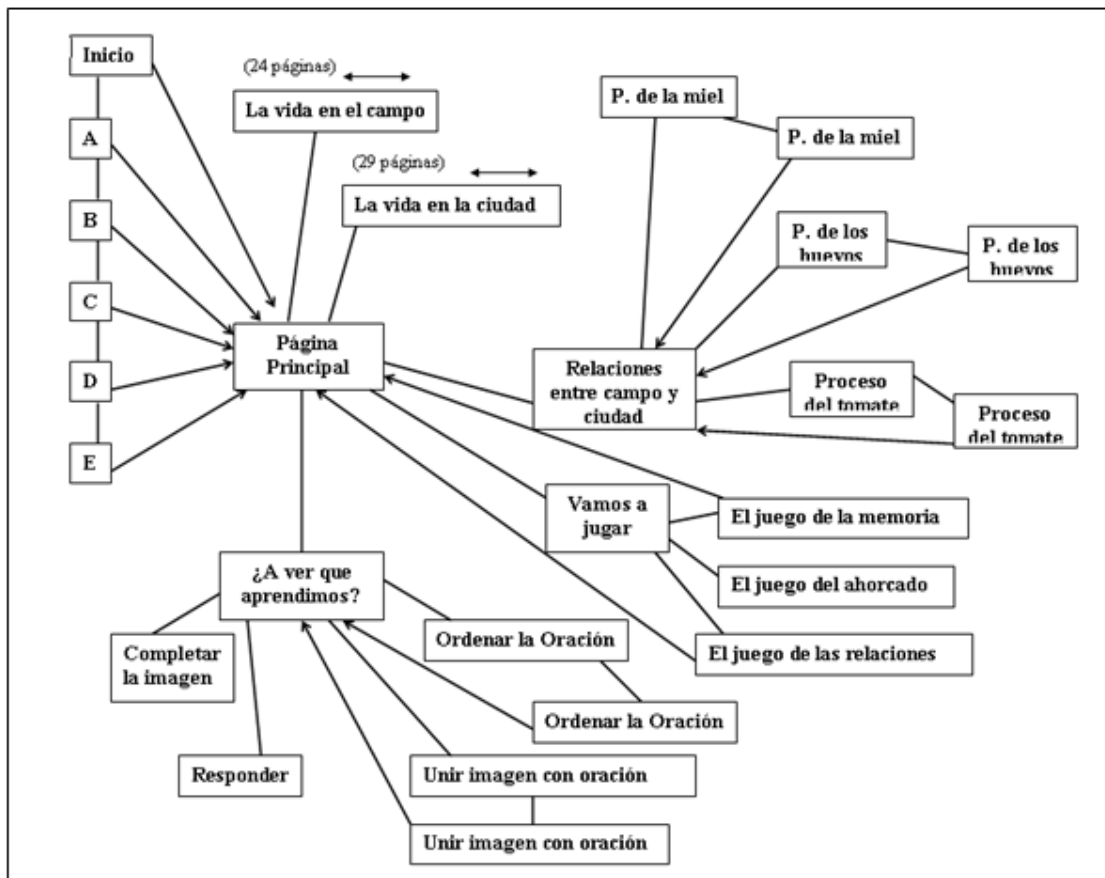 Inicio
(24 páginas)
La vida en el campo
P. de la miel
A
P. de la miel
(29 páginas)
La vida en la ciudad
B
P. de los
huevos
P. de los
huevos
C
Página
Principal
Relaciones
entre campo y
ciudad
D
Proceso
del tomate
Proceso
del tomate
E
Vamos a
jugar
El juego de la memoria
El juego del ahorcado
El juego de las relaciones
¿A ver que
aprendimos?
Ordenar la Oración
Completar
la imagen
Ordenar la Oración
Responder
Unir imagen con oración
Unir imagen con oración